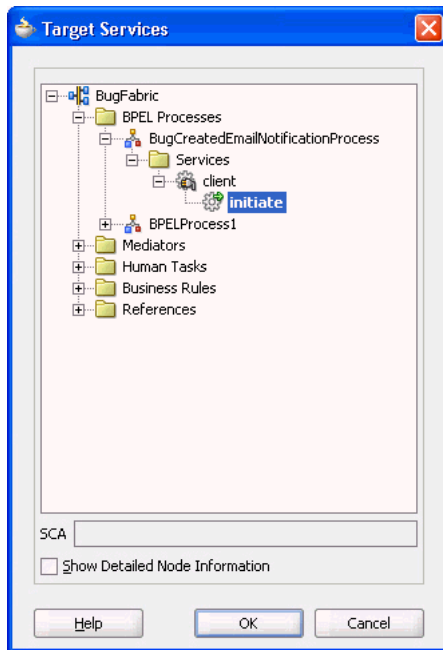 Target Services
BugFabric
BPEL Processes
BugCreatedEmailNotificationProcess
Services
client
initiate
BPELProcess1
Mediators
Human Tasks
Business Rules
References
SCA
Show Detailed Node Information
Help
OK
Cancel